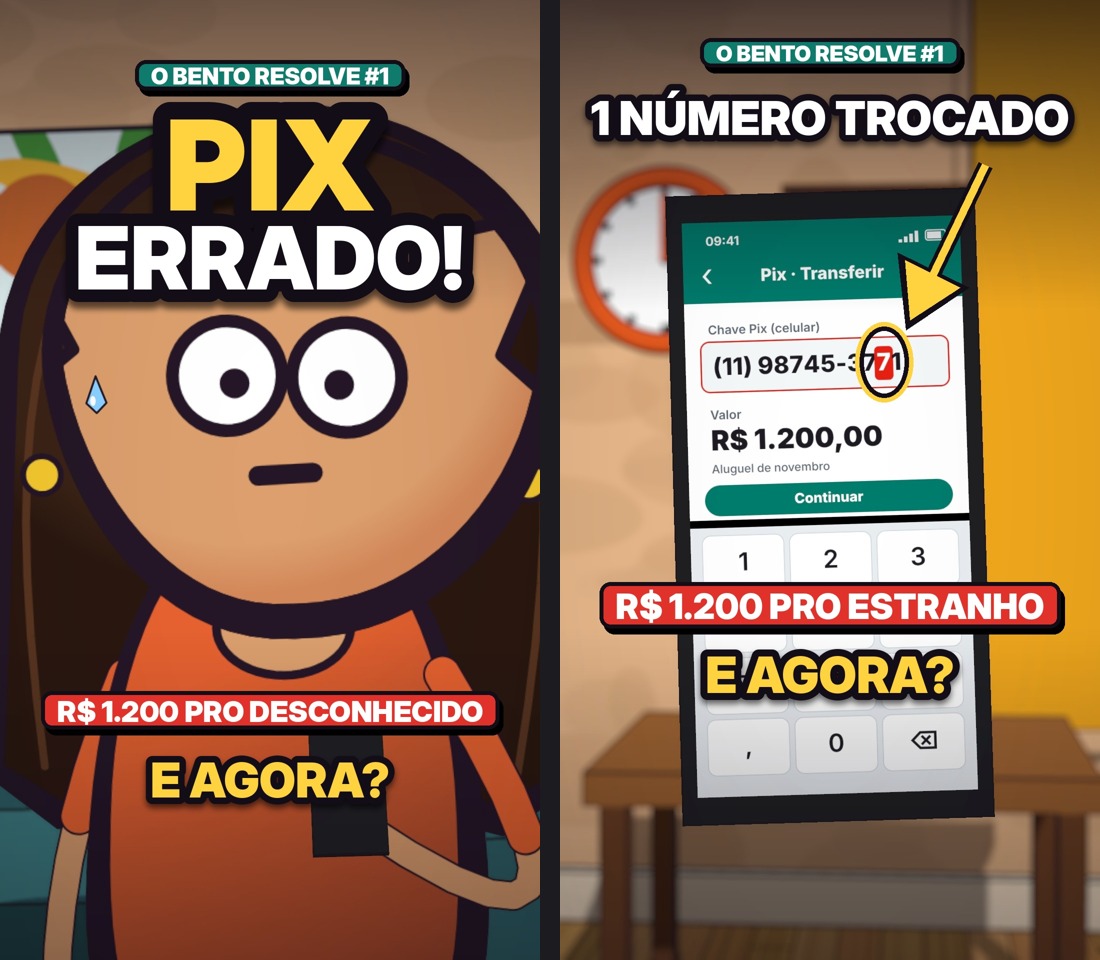 O BENTO RESOLVE #1
PIX
ERRADO!
R$ 1.200 PRO DESCONHECIDO
E AGORA?
O BENTO RESOLVE #1
1 NÚMERO TROCADO
09:41
Pix · Transferir
Chave Pix (celular)
(11) 98745-3771
Valor
R$ 1.200,00
Aluguel de novembro
Continuar
1 2 3
R$ 1.200 PRO ESTRANHO
E AGORA?
, 0